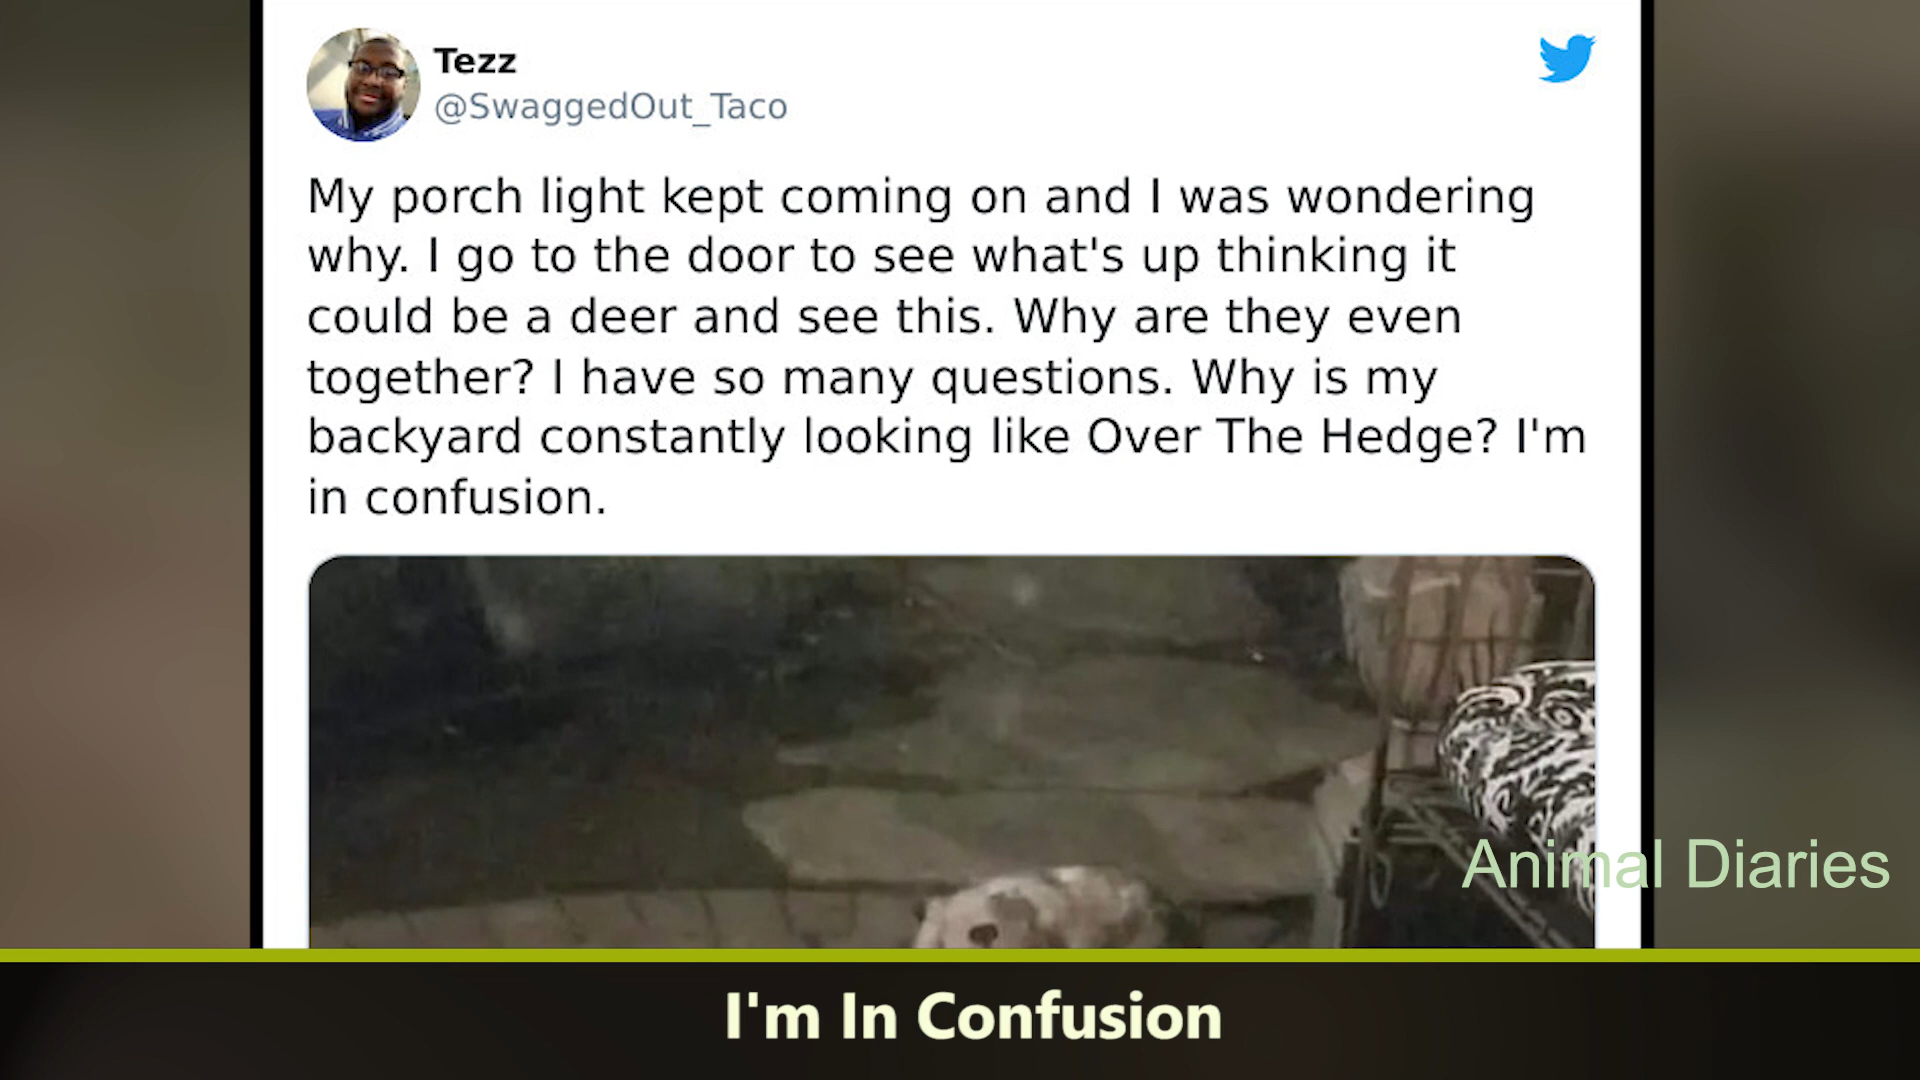 Tezz
@SwaggedOut_Taco
My porch light kept coming on and I was wondering
why. I go to the door to see what's up thinking it
could be a deer and see this. Why are they even
together? I have so many questions. Why is my
backyard constantly looking like Over The Hedge? I'm
in confusion.
Animal Diaries
I'm In Confusion